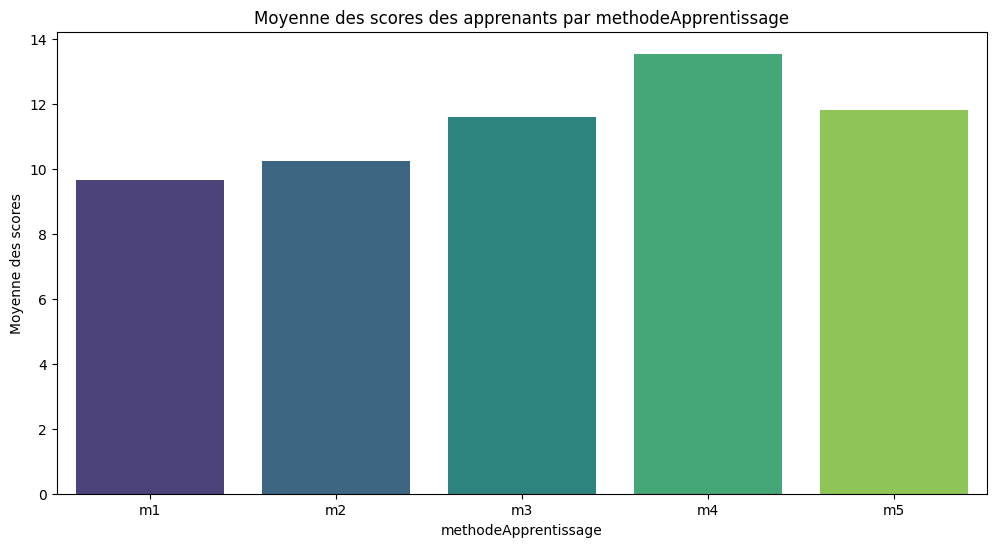 Moyenne des scores des apprenants par methodeApprentissage
14
12
10
8
6
4
2
0
Moyenne des scores
m1 m2 m3 m4 m5
methodeApprentissage